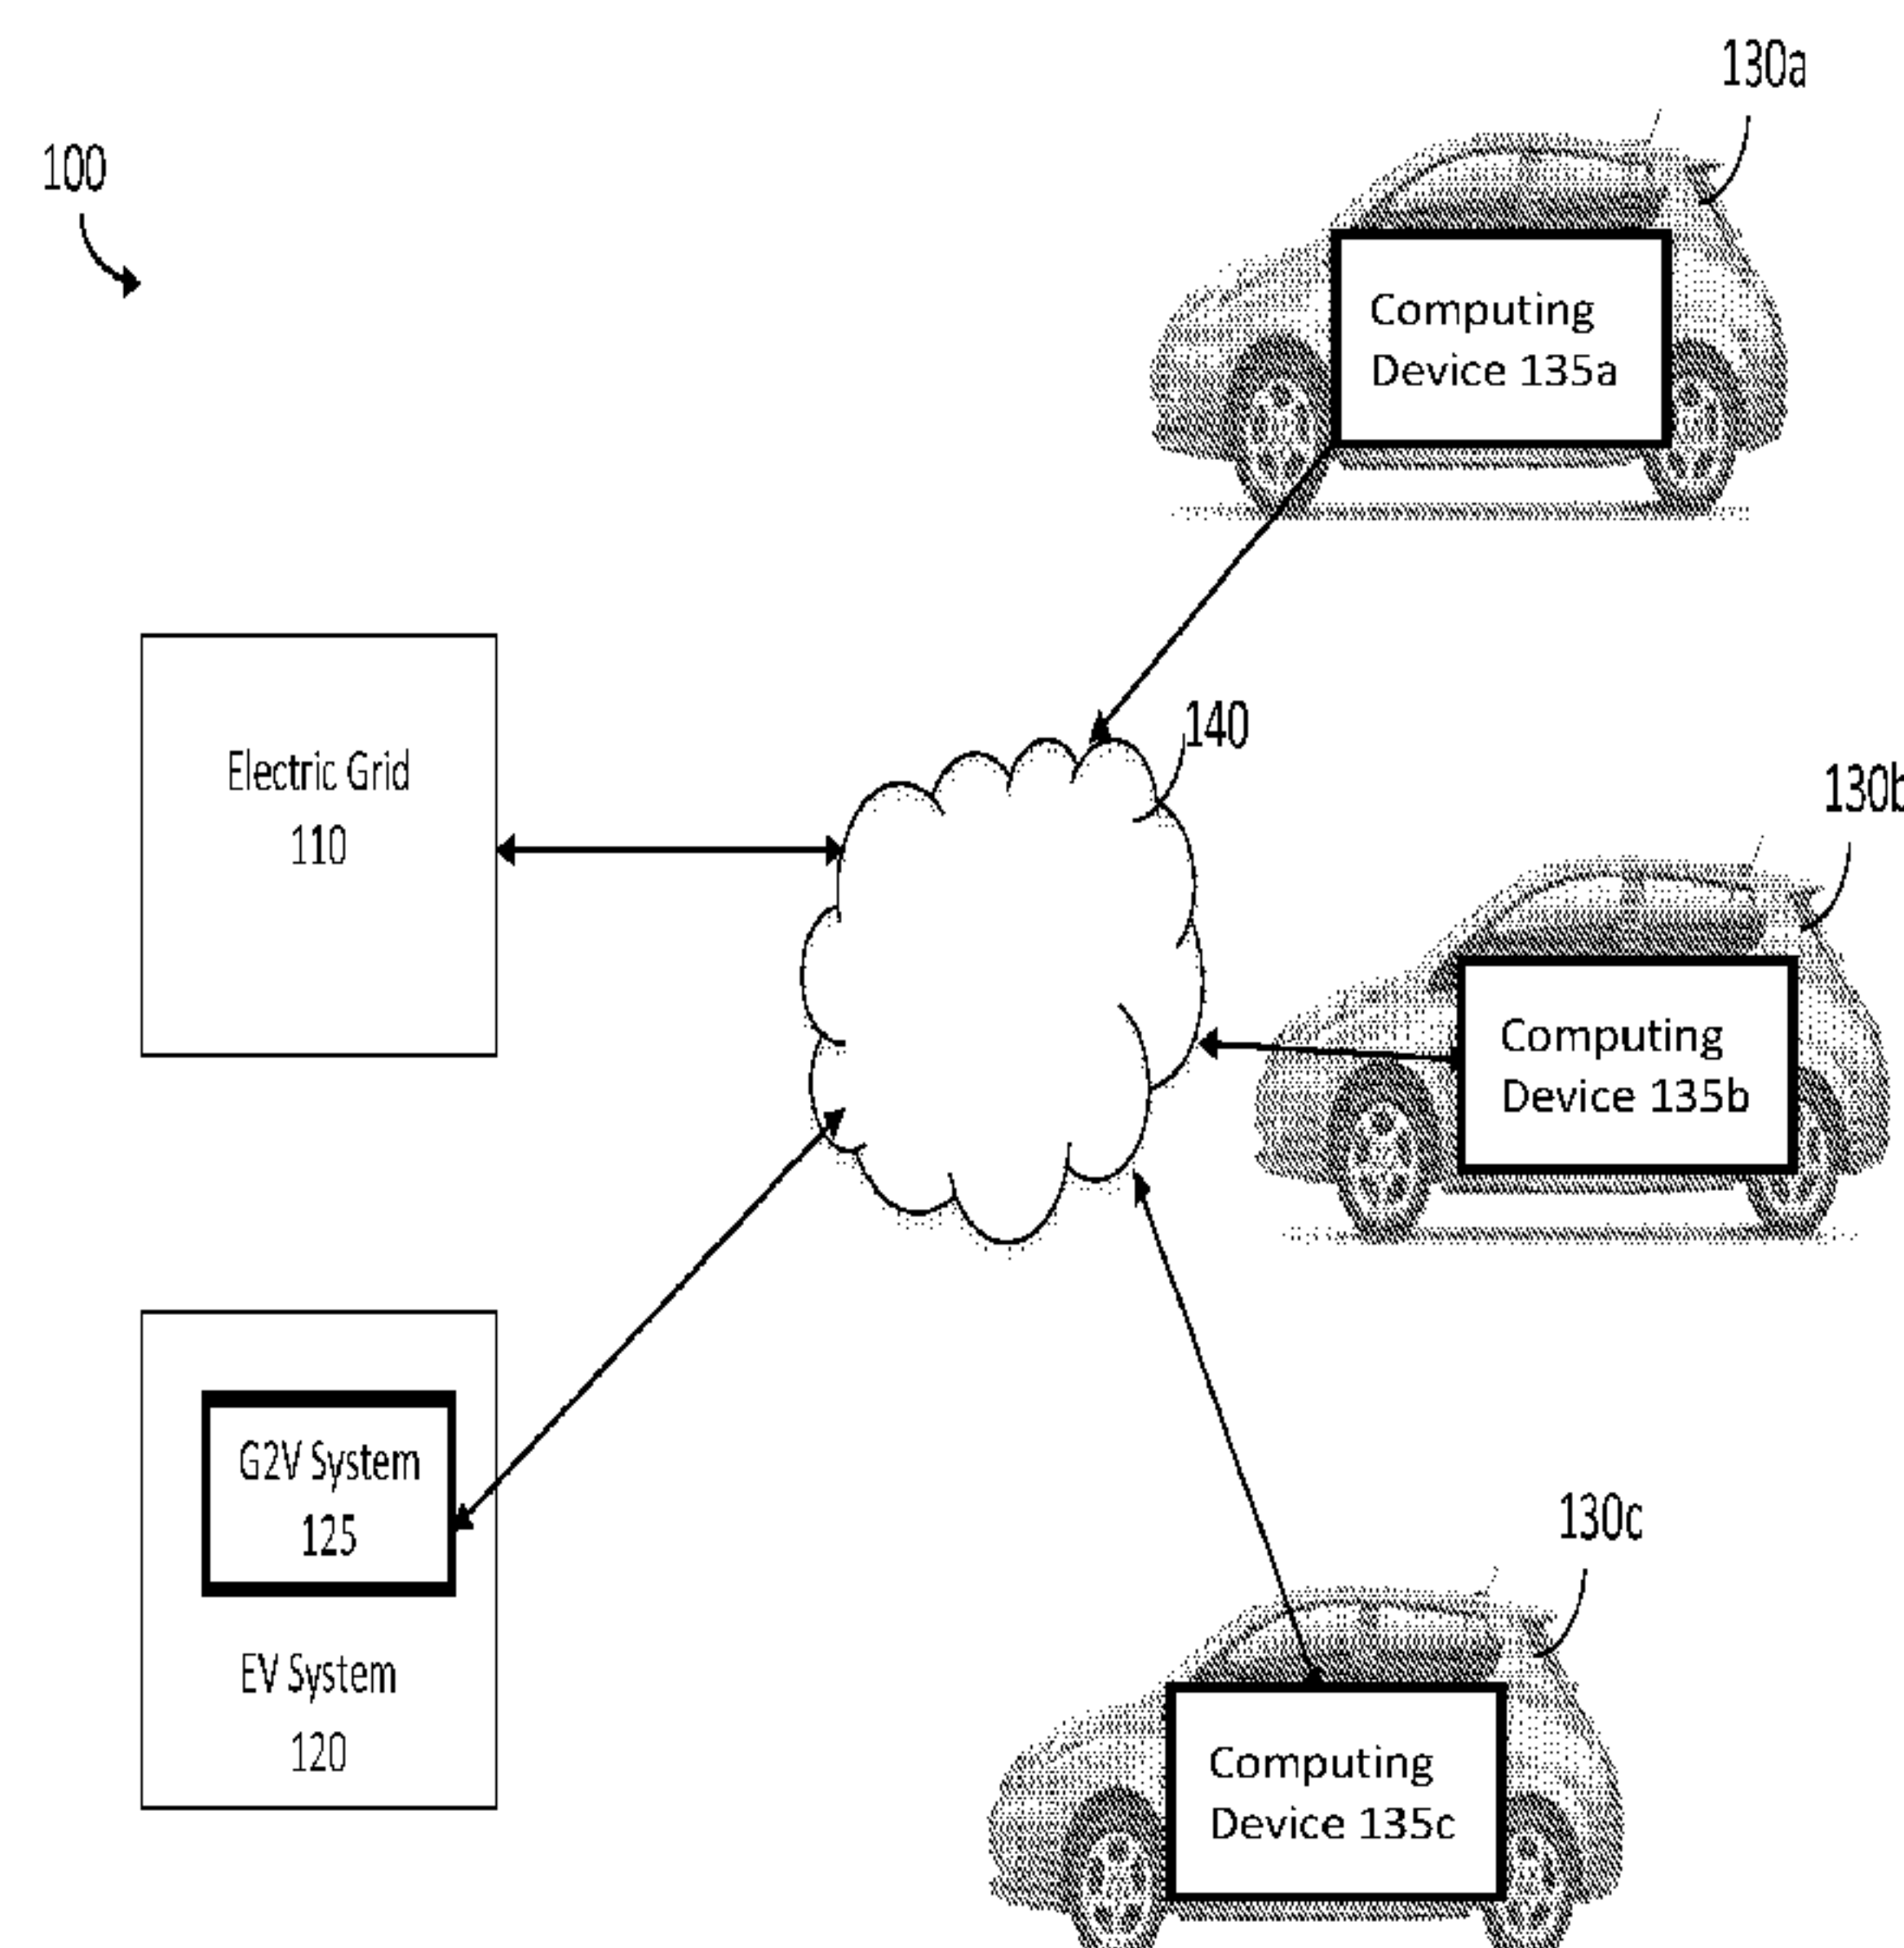 130a
100
Computing
Device 135a
140
Electric Grid
110
130b
Computing
Device 135b
G2V System
125
EV System
120
130c
Computing
Device 135c